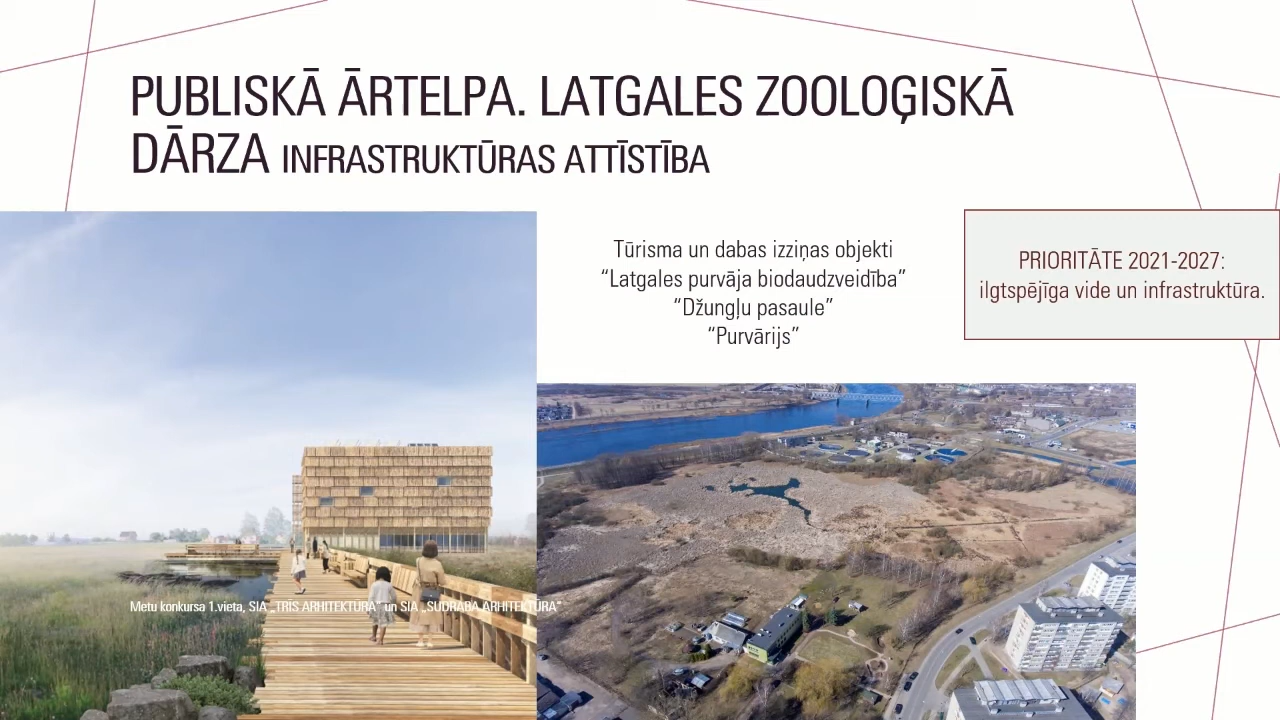 PUBLISKĀ ĀRTELPA. LATGALES ZOOLOĢISKĀ
DĀRZA INFRASTRUKTŪRAS ATTĪSTĪBA
Tūrisma un dabas izziņas objekti
“Latgales purvāja biodaudzveidība”
“Džungļu pasaule”
“Purvārijs”
PRIORITĀTE 2021-2027:
ilgtspējīga vide un infrastruktūra.
Metu konkursa 1.vieta, SIA „TRĪS ARHITEKTŪRA” un SIA „SUDRABA ARHITEKTŪRA”